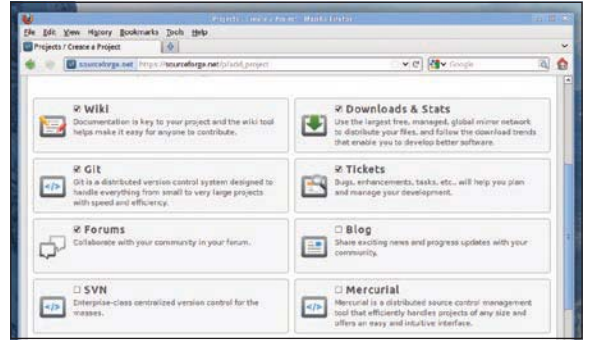 Projects / Create a Project - Mozilla Firefox
File Edit View History Bookmarks Tools Help
Projects / Create a Project
sourceforge.net https://sourceforge.net/p/add_project
Google
Wiki
Documentation is key to your project and the wiki tool
helps make it easy for anyone to contribute.
Downloads & Stats
Use the largest free, managed, global mirror network
to distribute your files, and follow the download trends
that enable you to develop better software.
Git
Git is a distributed version control system designed to
handle everything from small to very large projects
with speed and efficiency.
Tickets
Bugs, enhancements, tasks, etc., will help you plan
and manage your development.
Forums
Collaborate with your community in your forum.
Blog
Share exciting news and progress updates with your
community.
SVN
Enterprise-class centralized version control for the
masses.
Mercurial
Mercurial is a distributed source control management
tool that efficiently handles projects of any size and
offers an easy and intuitive interface.